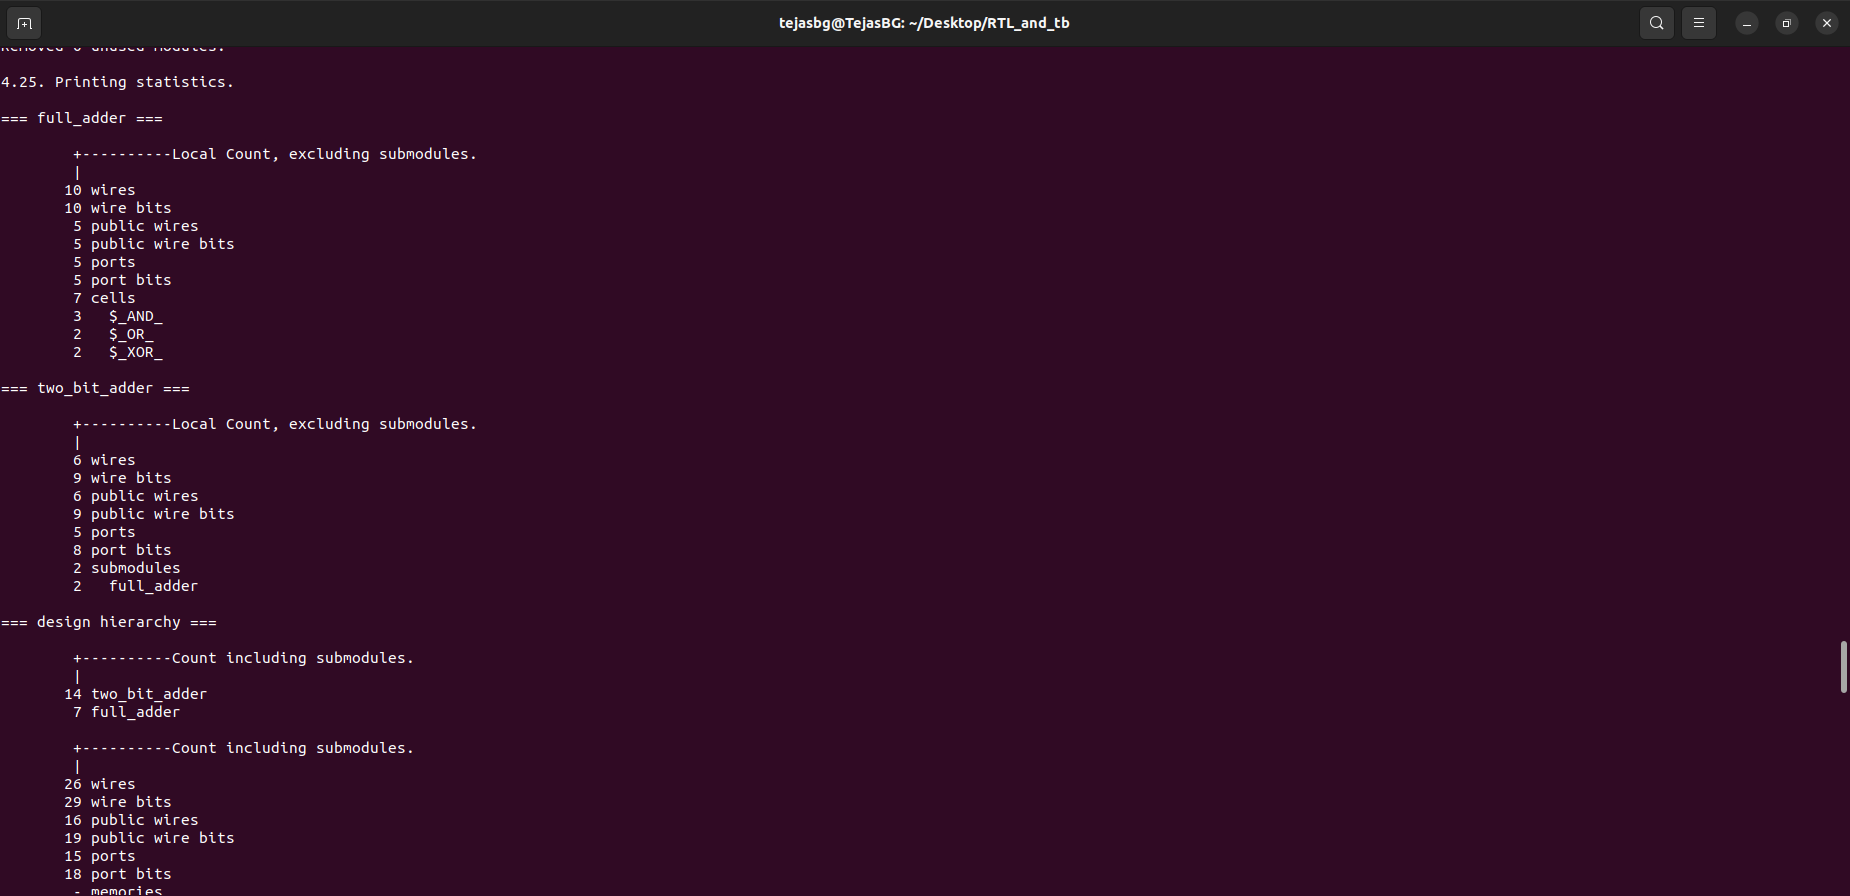 tejasbg@TejasBG: ~/Desktop/RTL_and_tb
Removed 0 unused modules.
4.25. Printing statistics.
=== full_adder ===
+----------Local Count, excluding submodules.
|
10 wires
10 wire bits
5 public wires
5 public wire bits
5 ports
5 port bits
7 cells
3   $_AND_
2   $_OR_
2   $_XOR_
=== two_bit_adder ===
+----------Local Count, excluding submodules.
|
6 wires
9 wire bits
6 public wires
9 public wire bits
5 ports
8 port bits
2 submodules
2   full_adder
=== design hierarchy ===
+----------Count including submodules.
|
14 two_bit_adder
7 full_adder
+----------Count including submodules.
|
26 wires
29 wire bits
16 public wires
19 public wire bits
15 ports
18 port bits
- memories